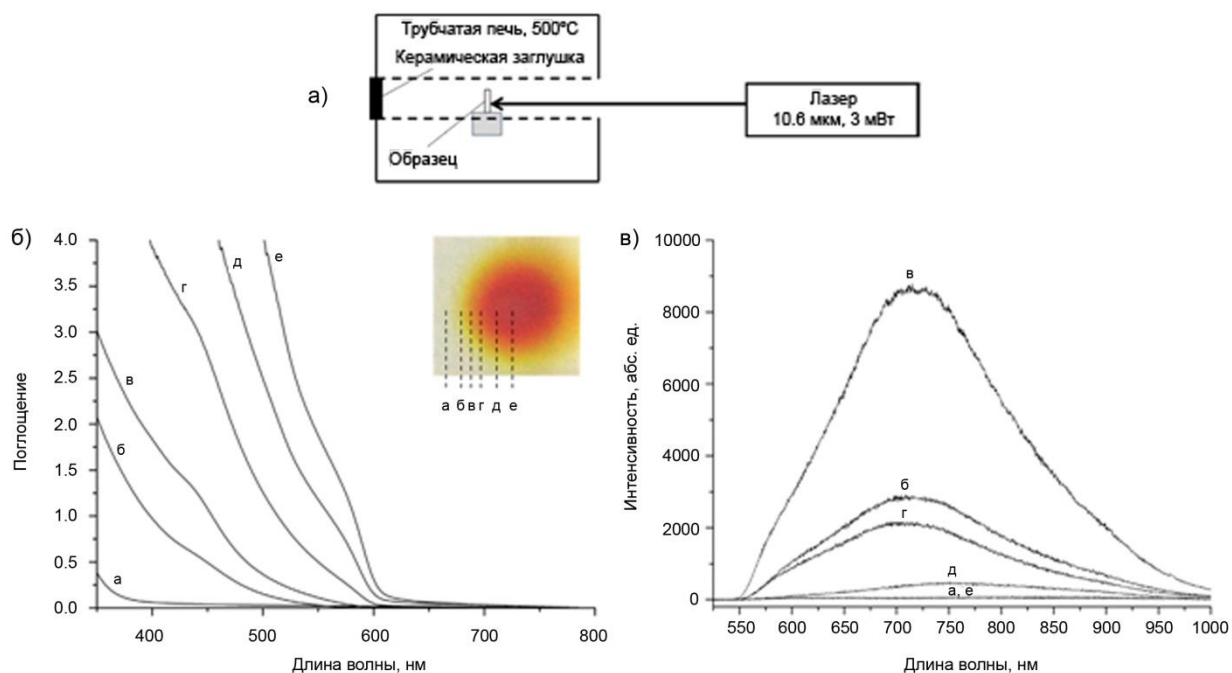 а)
Трубчатая печь, 500°C
Керамическая заглушка
Образец
Лазер
10.6 мкм, 3 мВт
б)
4.0
3.5
3.0
2.5
2.0
1.5
1.0
0.5
0.0
Поглощение
400
500
600
700
800
Длина волны, нм
а
б
в
г
д
е
а б в г д е
в)
10000
8000
6000
4000
2000
0
Интенсивность, абс. ед.
550
600
650
700
750
800
850
900
950
1000
Длина волны, нм
в
б
г
д
а, е